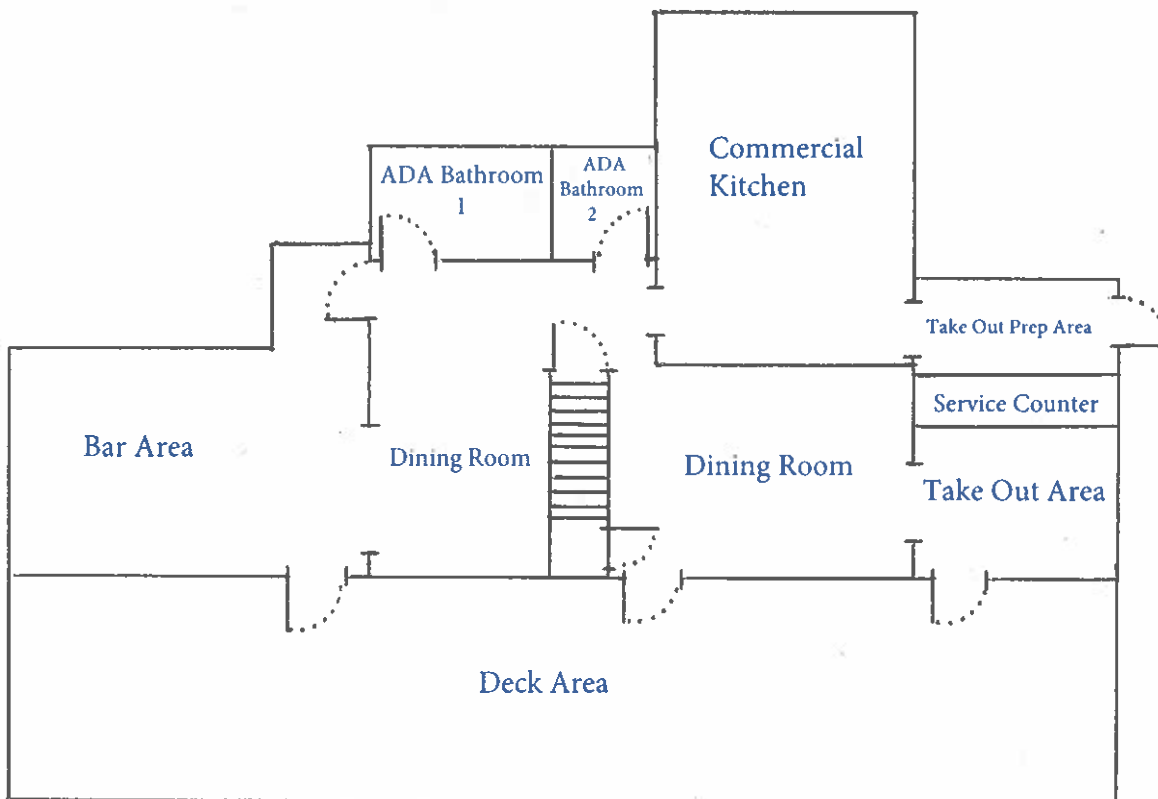 Commercial
Kitchen
ADA Bathroom
1
ADA
Bathroom
2
Take Out Prep Area
Service Counter
Bar Area
Dining Room
Dining Room
Take Out Area
Deck Area